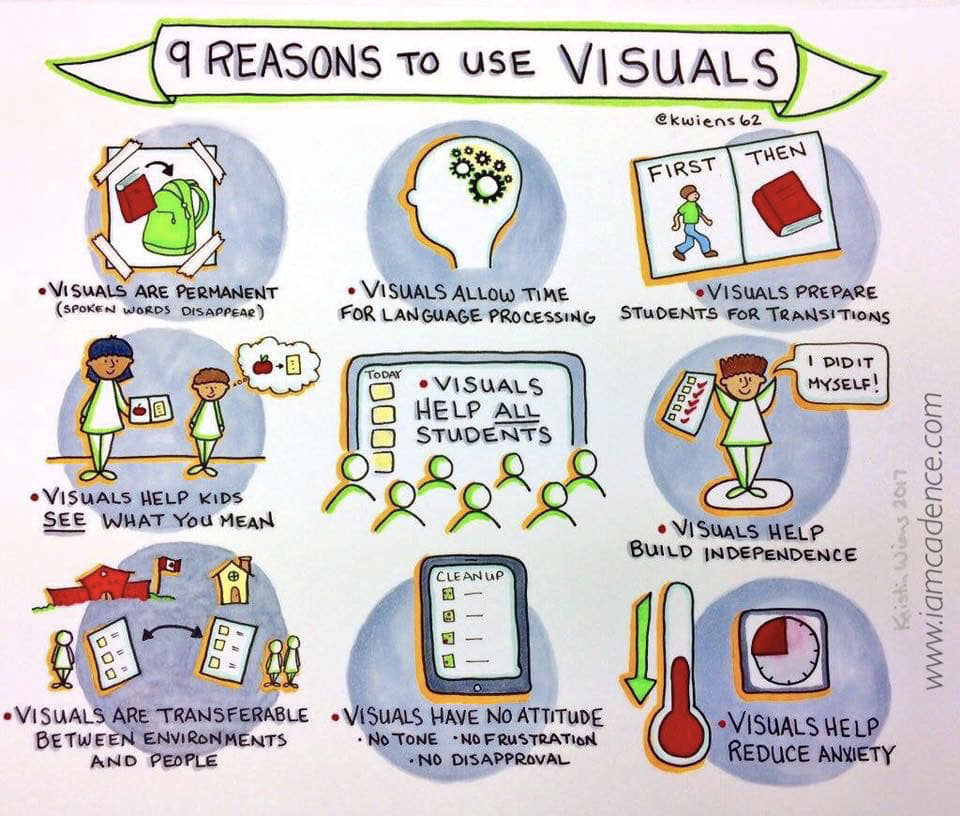 9 REASONS TO USE VISUALS
@kwiens62
• VISUALS ARE PERMANENT
(SPOKEN WORDS DISAPPEAR)
• VISUALS ALLOW TIME
FOR LANGUAGE PROCESSING
FIRST
THEN
• VISUALS PREPARE
STUDENTS FOR TRANSITIONS
• VISUALS HELP KIDS
SEE WHAT YOU MEAN
TODAY
• VISUALS
HELP ALL
STUDENTS
I DID IT
MYSELF!
• VISUALS HELP
BUILD INDEPENDENCE
• VISUALS ARE TRANSFERABLE
BETWEEN ENVIRONMENTS
AND PEOPLE
CLEAN UP
• VISUALS HAVE NO ATTITUDE
• NO TONE • NO FRUSTRATION
• NO DISAPPROVAL
• VISUALS HELP
REDUCE ANXIETY
Kristin Wiens 2017
www.iamcadence.com